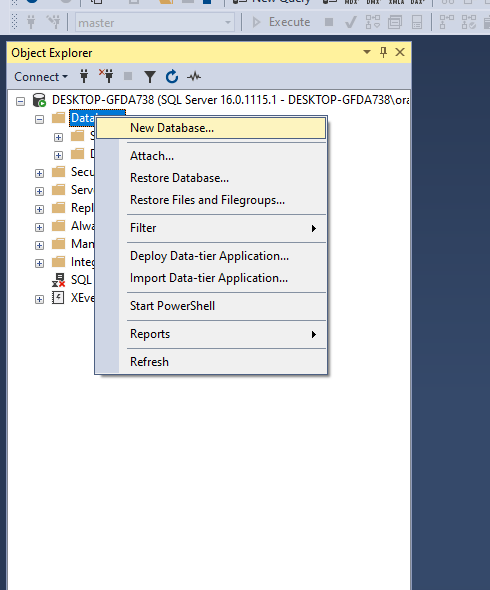 New Query
MDX
DMX
XMLA
DAX
master
Execute
Object Explorer
Connect
DESKTOP-GFDA738 (SQL Server 16.0.1115.1 - DESKTOP-GFDA738\ora
Data
New Database...
S
Attach...
D
Secu
Restore Database...
Serv
Restore Files and Filegroups...
Repl
Alwa
Filter
Man
Deploy Data-tier Application...
Integ
Import Data-tier Application...
SQL
XEve
Start PowerShell
Reports
Refresh